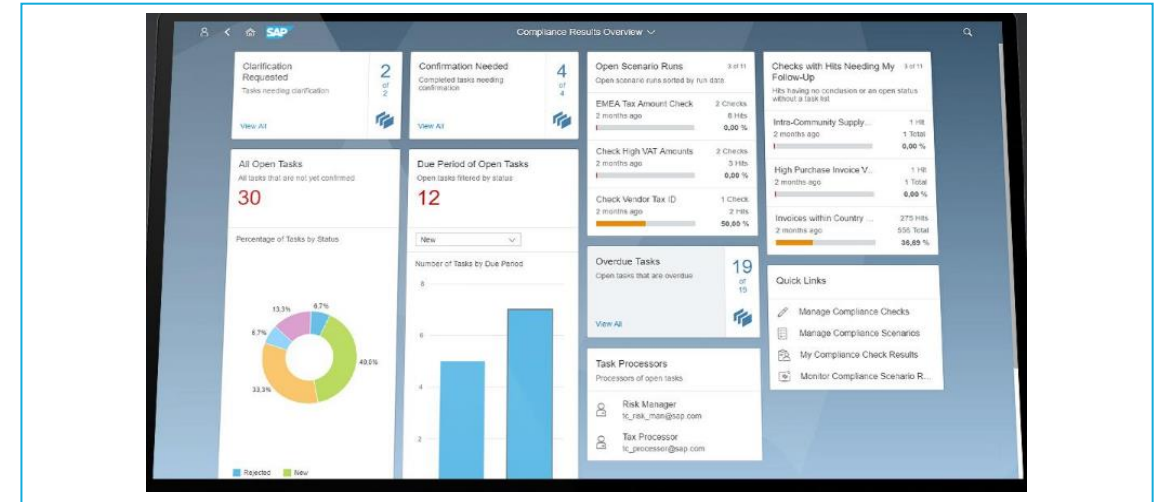 SAP
Compliance Results Overview
Clarification
Requested
Tasks needing clarification
2
of
2
View All
Confirmation Needed
Completed tasks needing
confirmation
4
of
4
View All
All Open Tasks
All tasks that are not yet confirmed
30
Percentage of Tasks by Status
13,3%
6,7%
6,7%
40,0%
33,3%
Rejected
New
Due Period of Open Tasks
Open tasks filtered by status
12
New
Number of Tasks by Due Period
8
6
4
2
Open Scenario Runs
3 of 11
Open scenario runs sorted by run date
EMEA Tax Amount Check
2 Checks
2 months ago
8 Hits
0,00 %
Check High VAT Amounts
2 Checks
2 months ago
3 Hits
0,00 %
Check Vendor Tax ID
1 Check
2 months ago
2 Hits
50,00 %
Overdue Tasks
Open tasks that are overdue
19
of
19
View All
Task Processors
Processors of open tasks
Risk Manager
tc_risk_man@sap.com
Tax Processor
tc_processor@sap.com
Checks with Hits Needing My
Follow-Up
3 of 11
Hits having no conclusion or an open status
without a task list
Intra-Community Supply...
1 Hit
2 months ago
1 Total
0,00 %
High Purchase Invoice V...
1 Hit
2 months ago
1 Total
0,00 %
Invoices within Country ...
275 Hits
2 months ago
556 Total
36,69 %
Quick Links
Manage Compliance Checks
Manage Compliance Scenarios
My Compliance Check Results
Monitor Compliance Scenario R...